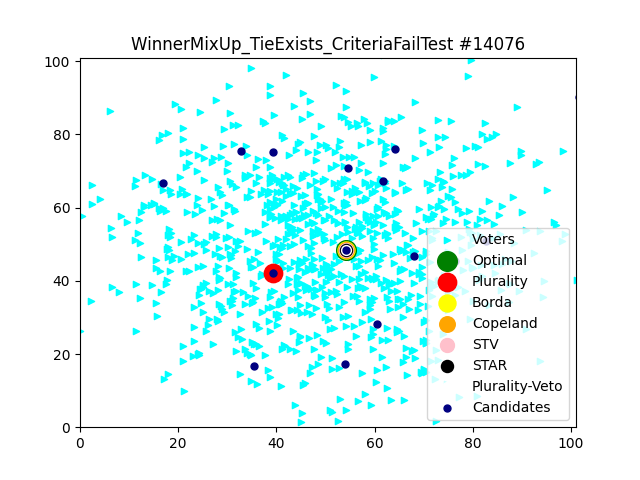 WinnerMixUp_TieExists_CriteriaFailTest #14076
100
80
60
40
20
0
0
20
40
60
80
100
Voters
Optimal
Plurality
Borda
Copeland
STV
STAR
Plurality-Veto
Candidates